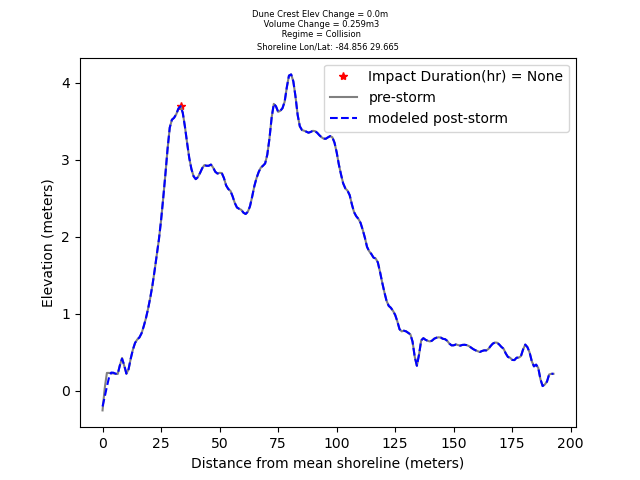 Dune Crest Elev Change = 0.0m
Volume Change = 0.259m3
Regime = Collision
Shoreline Lon/Lat: -84.856 29.665
Impact Duration(hr) = None
pre-storm
modeled post-storm
Elevation (meters)
4
3
2
1
0
0 25 50 75 100 125 150 175 200
Distance from mean shoreline (meters)